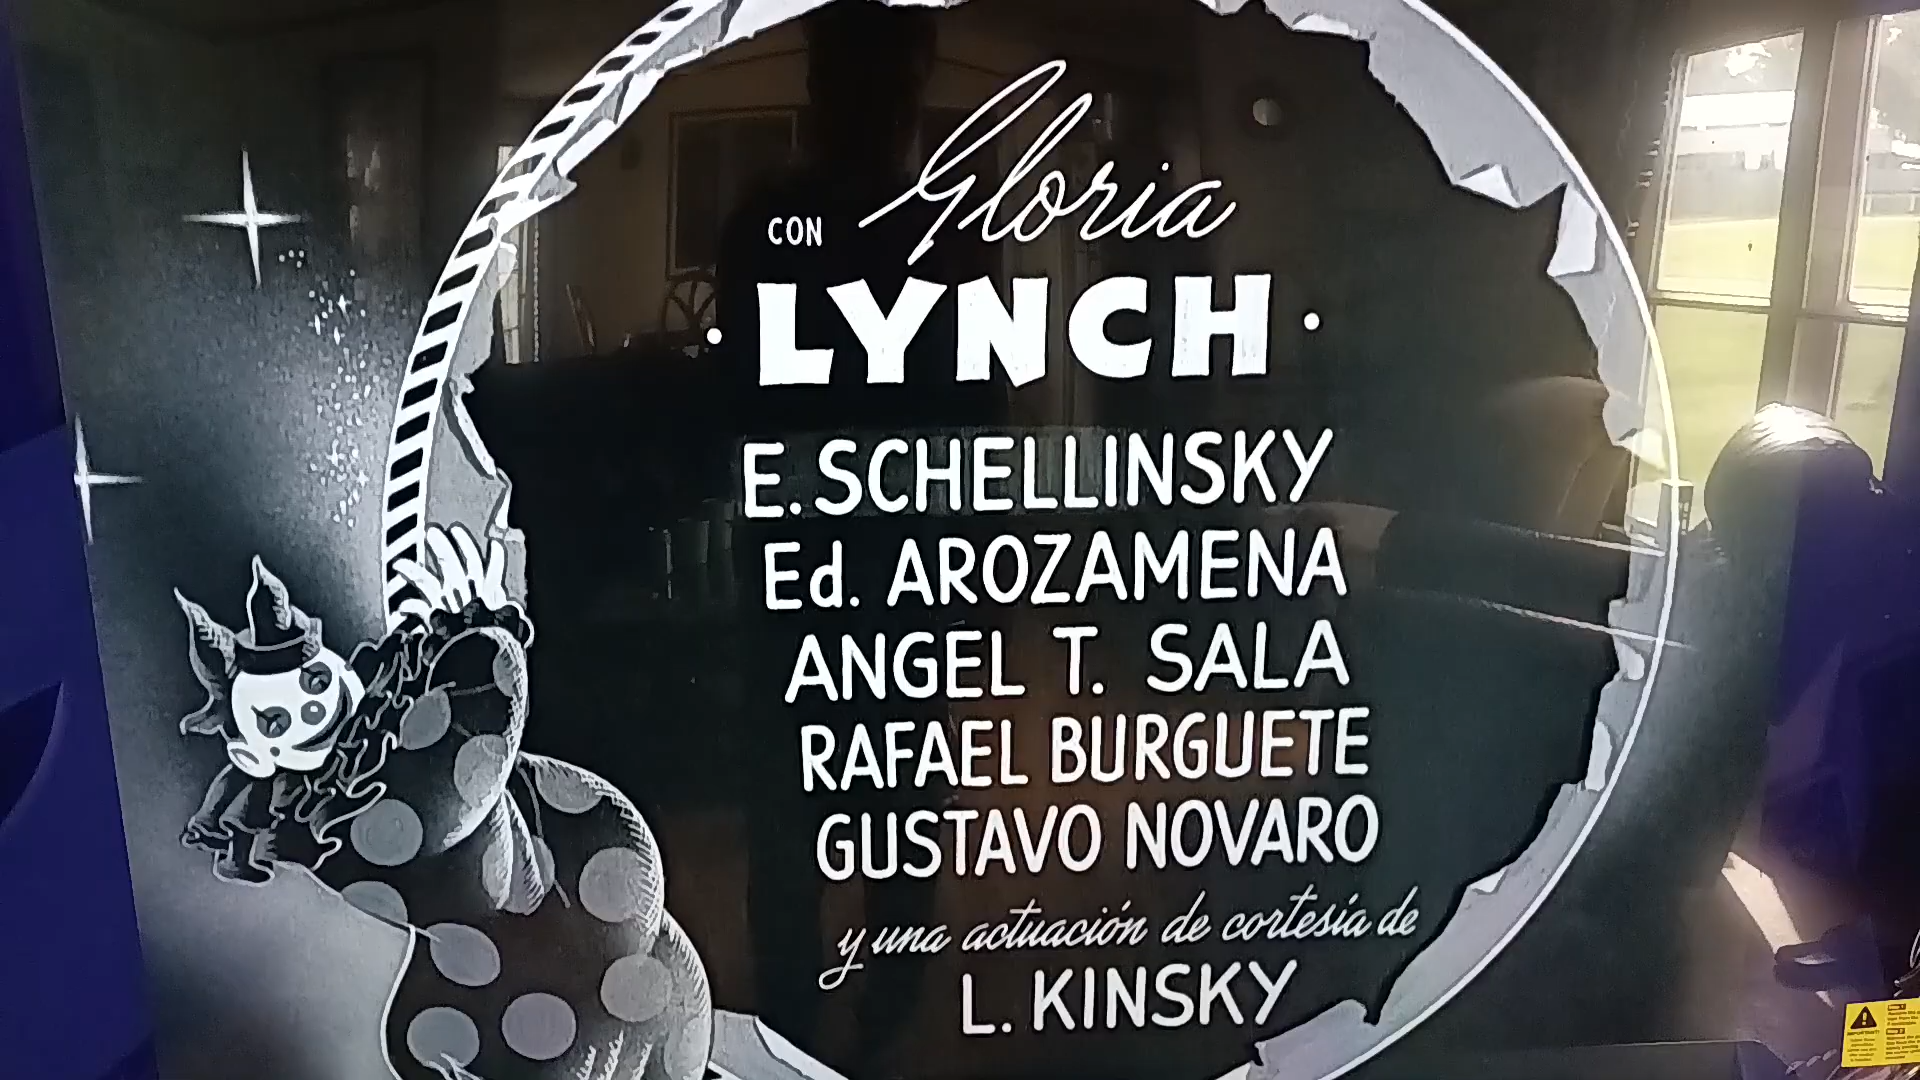 CON Gloria
· LYNCH ·
E. SCHELLINSKY
Ed. AROZAMENA
ANGEL T. SALA
RAFAEL BURGUETE
GUSTAVO NOVARO
y una actuación de cortesía de
L. KINSKY